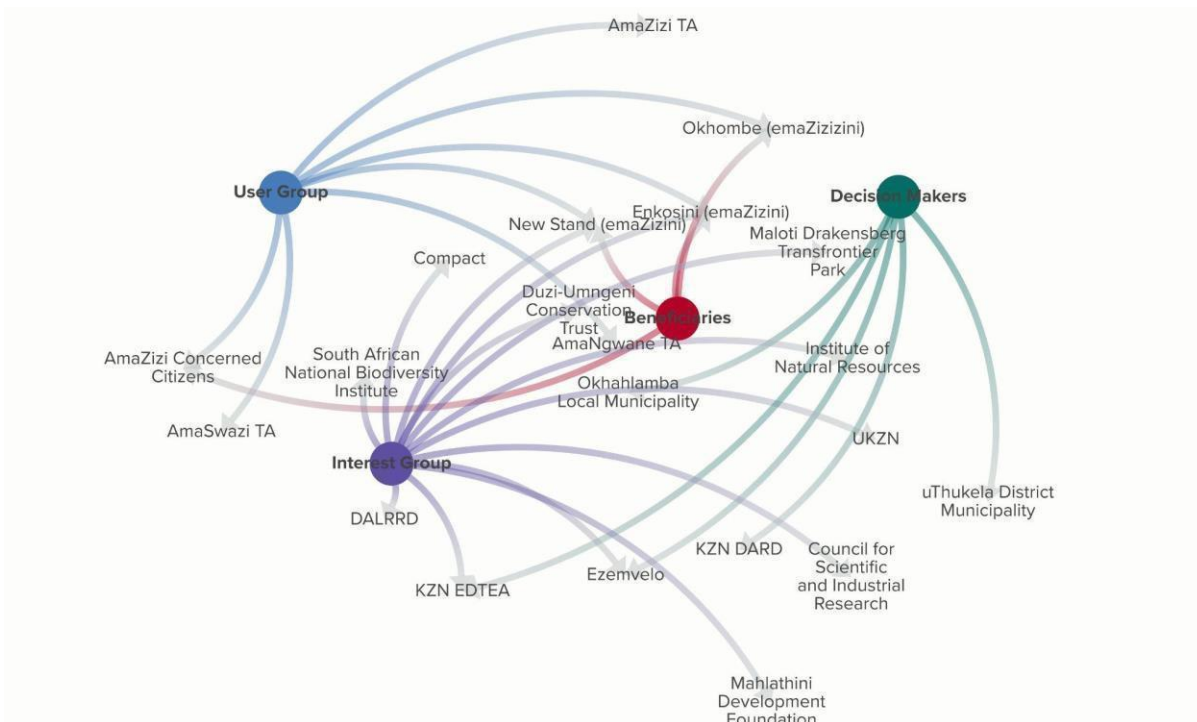 AmaZizi TA
Okhombe (emaZizizini)
User Group
Decision Makers
Enkosini (emaZizini)
New Stand (emaZizini)
Maloti Drakensberg
Transfrontier
Park
Compact
Duzi-Umngeni
Conservation
Trust
Beneficiaries
AmaNgwane TA
AmaZizi Concerned
Citizens
South African
National Biodiversity
Institute
Institute of
Natural Resources
Okhahlamba
Local Municipality
AmaSwazi TA
UKZN
Interest Group
uThukela District
Municipality
DALRRD
KZN DARD
Council for
Scientific
and Industrial
Research
Ezemvelo
KZN EDTEA
Mahlathini
Development
Foundation